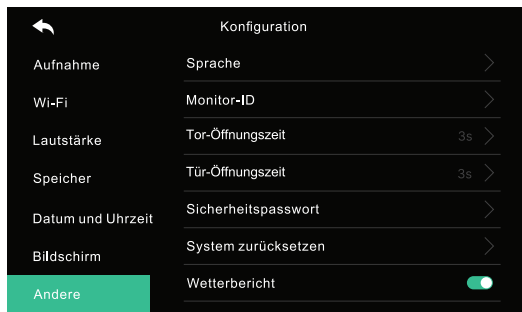 Konfiguration
Aufnahme
Wi-Fi
Lautstärke
Speicher
Datum und Uhrzeit
Bildschirm
Andere
Sprache
Monitor-ID
Tor-Öffnungszeit 3s
Tür-Öffnungszeit 3s
Sicherheitspasswort
System zurücksetzen
Wetterbericht